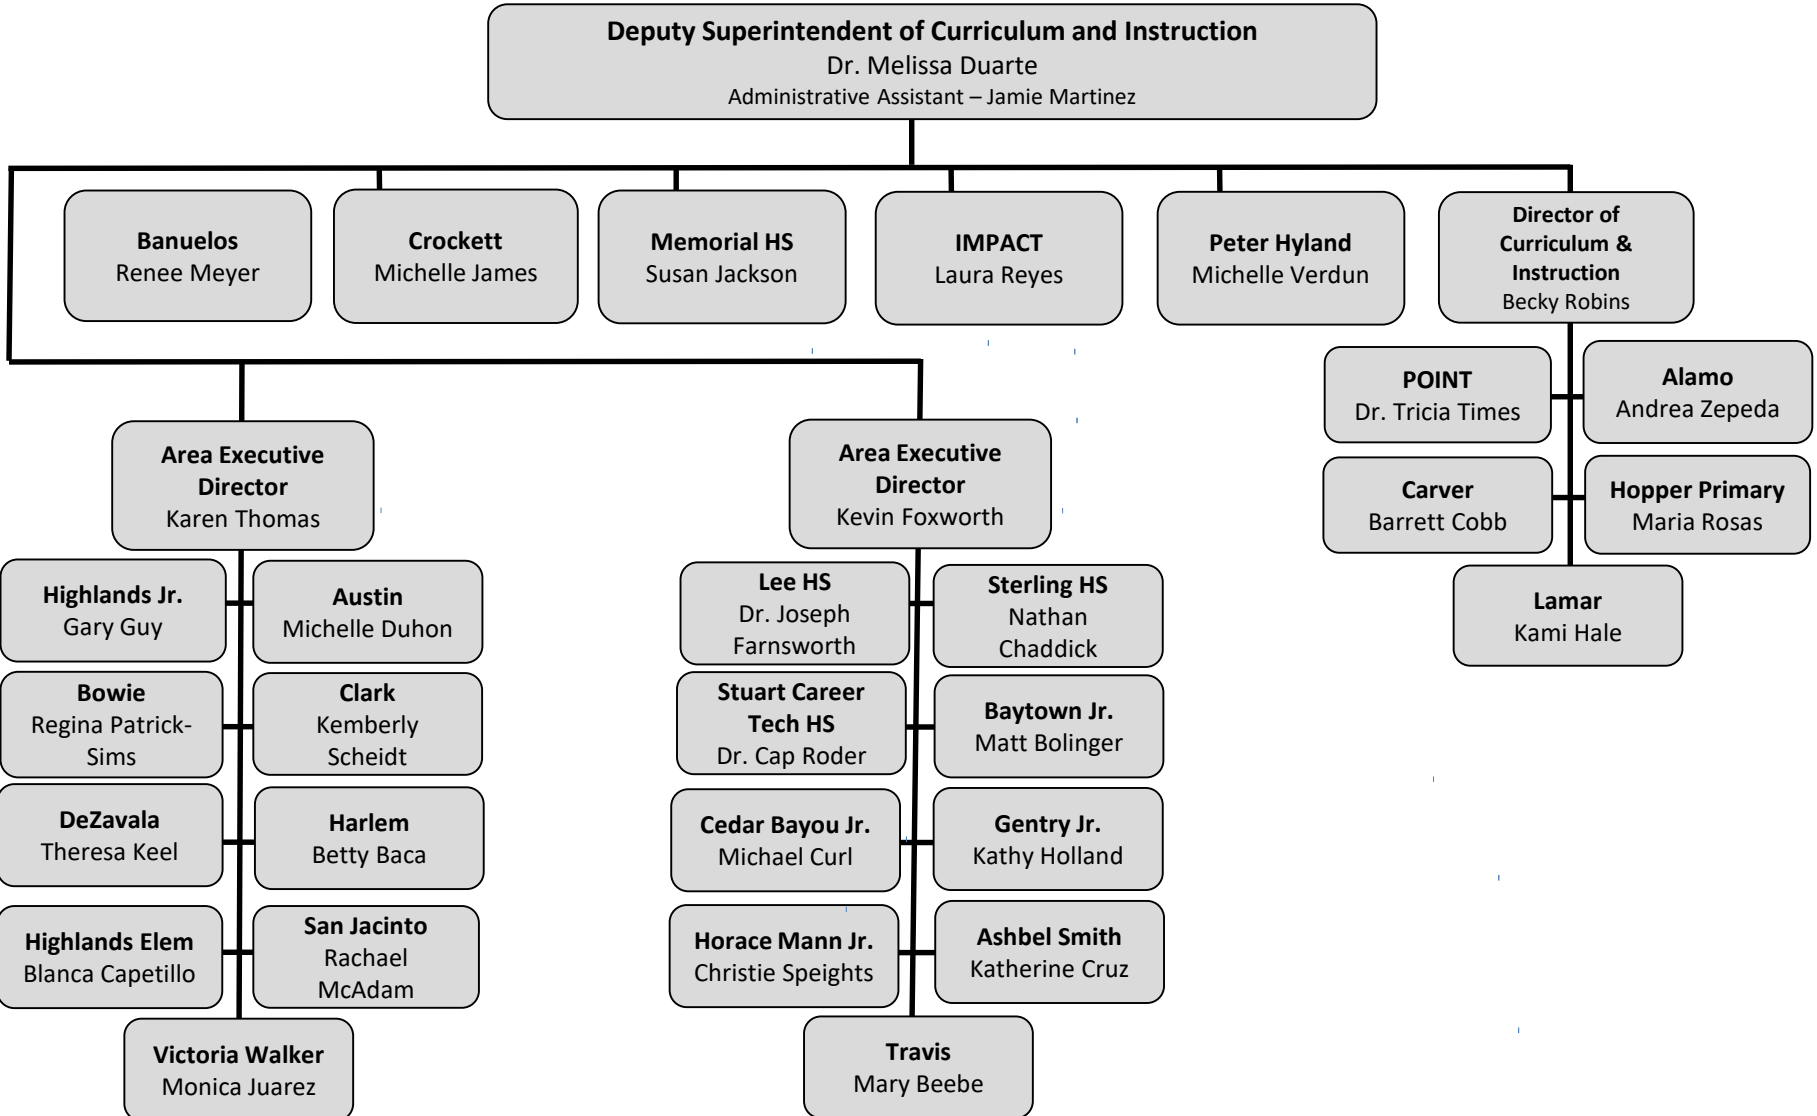 Deputy Superintendent of Curriculum and Instruction
Dr. Melissa Duarte
Administrative Assistant – Jamie Martinez
Banuelos
Renee Meyer
Crockett
Michelle James
Memorial HS
Susan Jackson
IMPACT
Laura Reyes
Peter Hyland
Michelle Verdun
Director of
Curriculum &
Instruction
Becky Robins
POINT
Dr. Tricia Times
Alamo
Andrea Zepeda
Carver
Barrett Cobb
Hopper Primary
Maria Rosas
Lamar
Kami Hale
Area Executive
Director
Karen Thomas
Highlands Jr.
Gary Guy
Austin
Michelle Duhon
Bowie
Regina Patrick-
Sims
Clark
Kemberly
Scheidt
DeZavala
Theresa Keel
Harlem
Betty Baca
Highlands Elem
Blanca Capetillo
San Jacinto
Rachael
McAdam
Victoria Walker
Monica Juarez
Area Executive
Director
Kevin Foxworth
Lee HS
Dr. Joseph
Farnsworth
Sterling HS
Nathan
Chaddick
Stuart Career
Tech HS
Dr. Cap Roder
Baytown Jr.
Matt Bolinger
Cedar Bayou Jr.
Michael Curl
Gentry Jr.
Kathy Holland
Horace Mann Jr.
Christie Speights
Ashbel Smith
Katherine Cruz
Travis
Mary Beebe